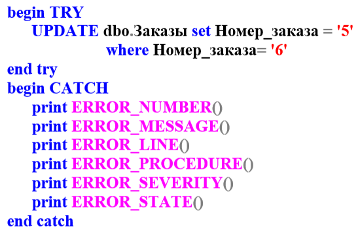 begin TRY
UPDATE dbo.Заказы set Номер_заказа = '5'
where Номер_заказа= '6'
end try
begin CATCH
print ERROR_NUMBER()
print ERROR_MESSAGE()
print ERROR_LINE()
print ERROR_PROCEDURE()
print ERROR_SEVERITY()
print ERROR_STATE()
end catch